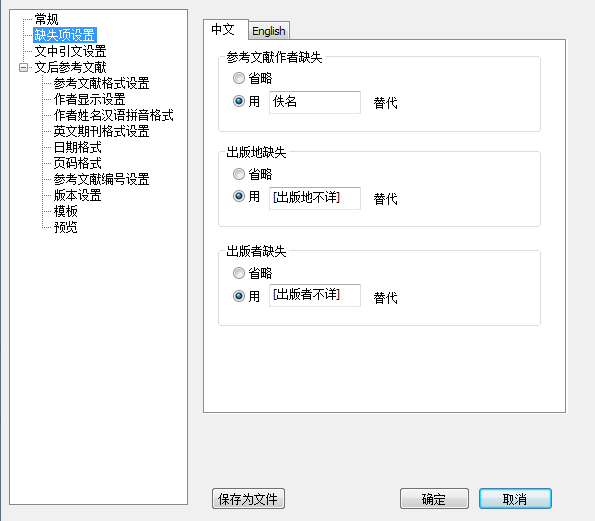 常规
缺失项设置
文中引文设置
文后参考文献
参考文献格式设置
作者显示设置
作者姓名汉语拼音格式
英文期刊格式设置
日期格式
页码格式
参考文献编号设置
版本设置
模板
预览
中文
English
参考文献作者缺失
省略
用 佚名 替代
出版地缺失
省略
用 [出版地不详] 替代
出版者缺失
省略
用 [出版者不详] 替代
保存为文件 确定 取消